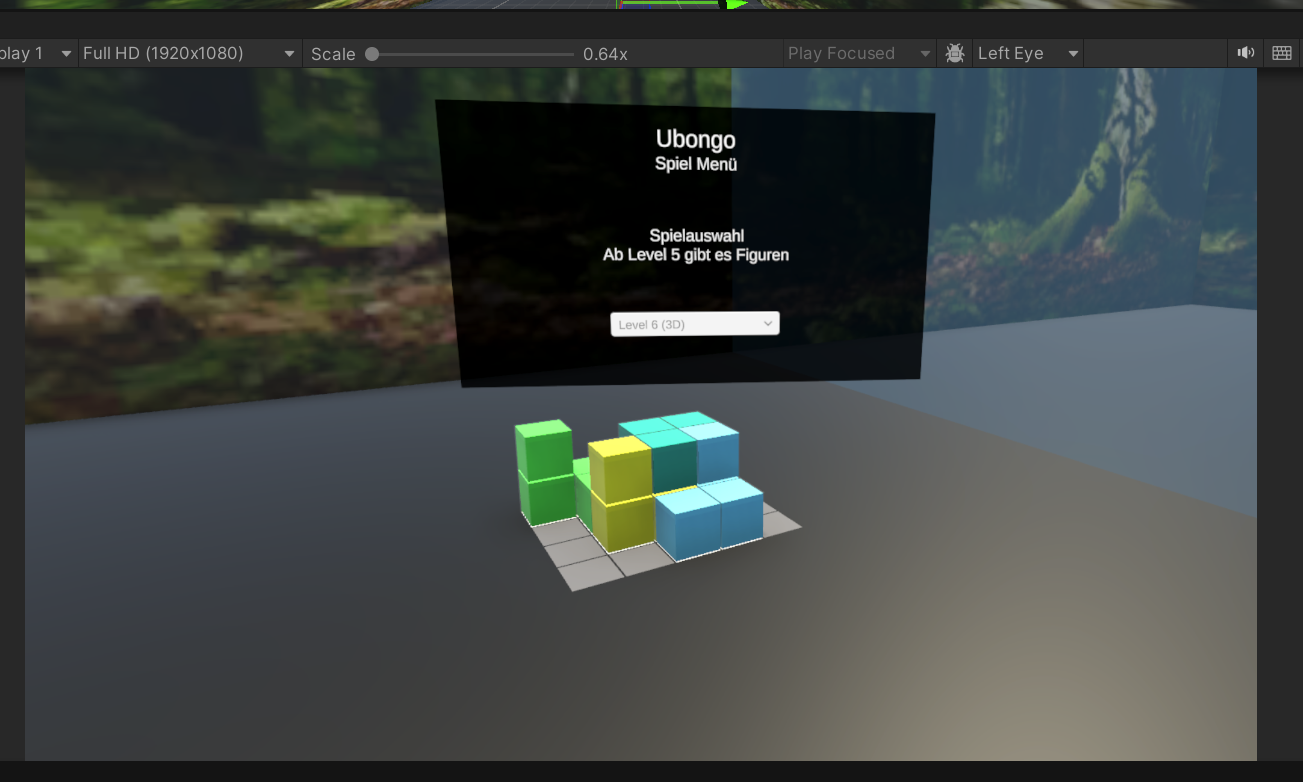 play 1
Full HD (1920x1080)
Scale
0.64x
Play Focused
Left Eye
Ubongo
Spiel Menü
Spielauswahl
Ab Level 5 gibt es Figuren
Level 6 (3D)